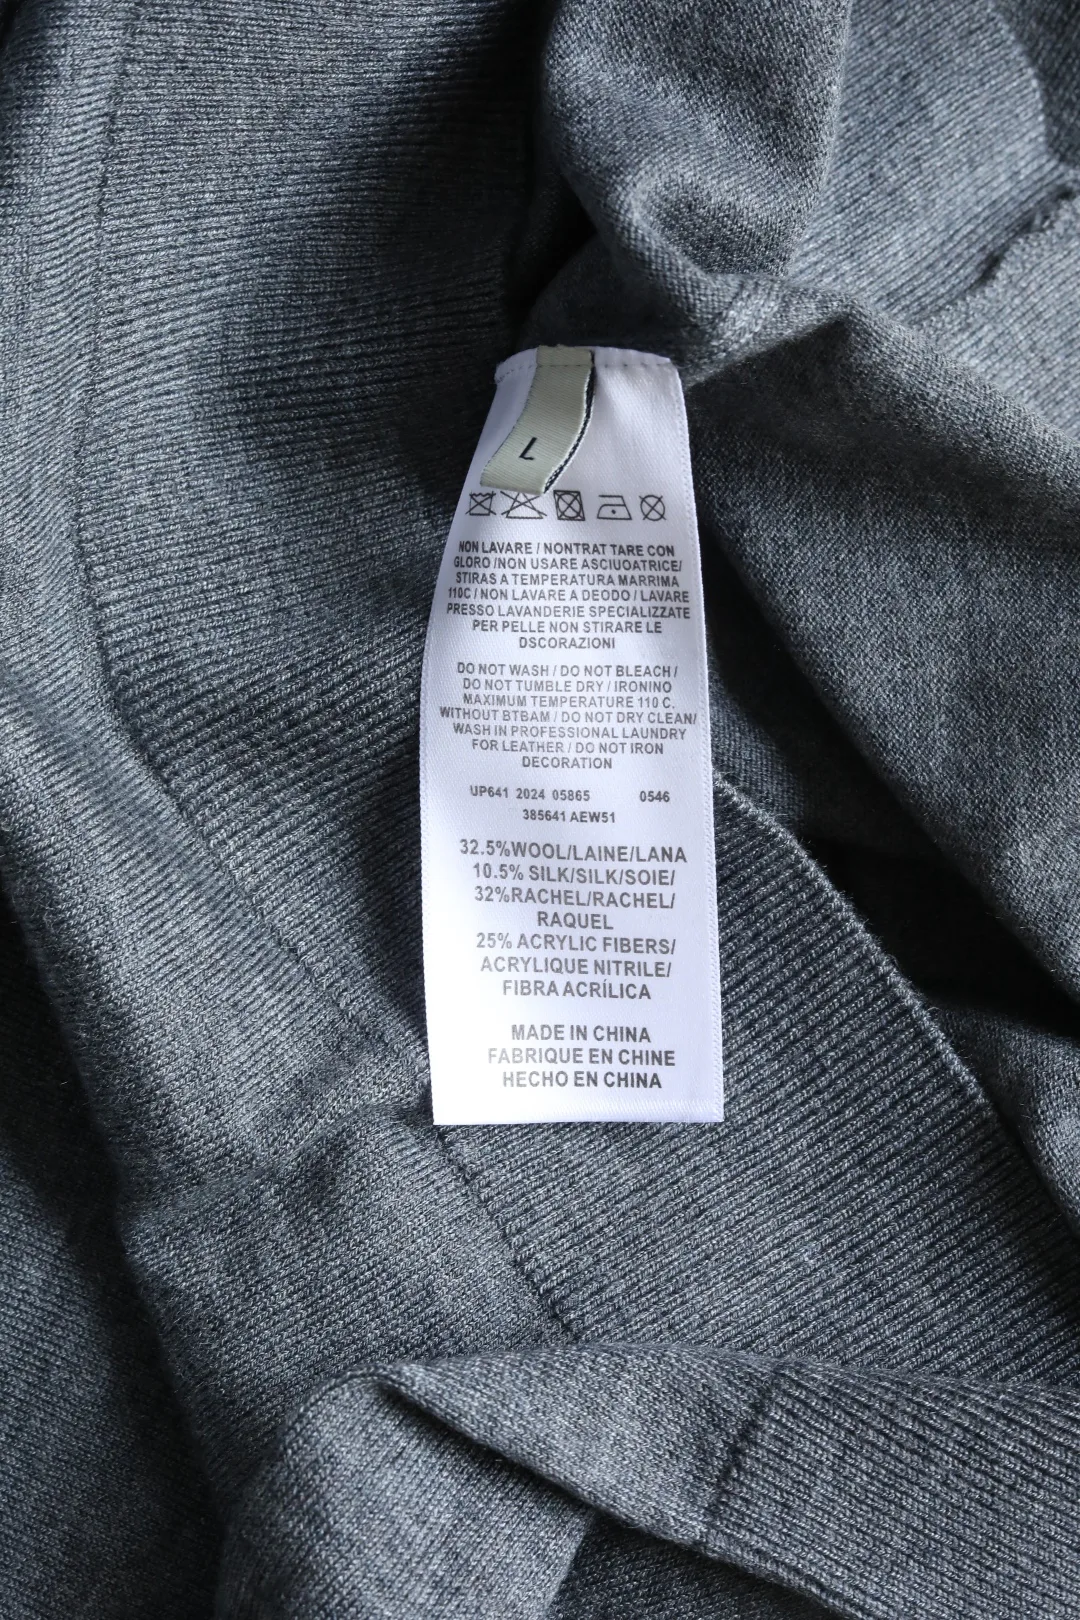 L
NON LAVARE / NONTRAT TARE CON
GLORO /NON USARE ASCIUOATRICE/
STIRAS A TEMPERATURA MARRIMA
110C / NON LAVARE A DEODO / LAVARE
PRESSO LAVANDERIE SPECIALIZZATE
PER PELLE NON STIRARE LE
DSCORAZIONI
DO NOT WASH / DO NOT BLEACH /
DO NOT TUMBLE DRY / IRONINO
MAXIMUM TEMPERATURE 110 C.
WITHOUT BTBAM / DO NOT DRY CLEAN/
WASH IN PROFESSIONAL LAUNDRY
FOR LEATHER / DO NOT IRON
DECORATION
UP641 2024 05865 0546
385641 AEW51
32.5%WOOL/LAINE/LANA
10.5% SILK/SILK/SOIE/
32%RACHEL/RACHEL/
RAQUEL
25% ACRYLIC FIBERS/
ACRYLIQUE NITRILE/
FIBRA ACRÍLICA
MADE IN CHINA
FABRIQUE EN CHINE
HECHO EN CHINA